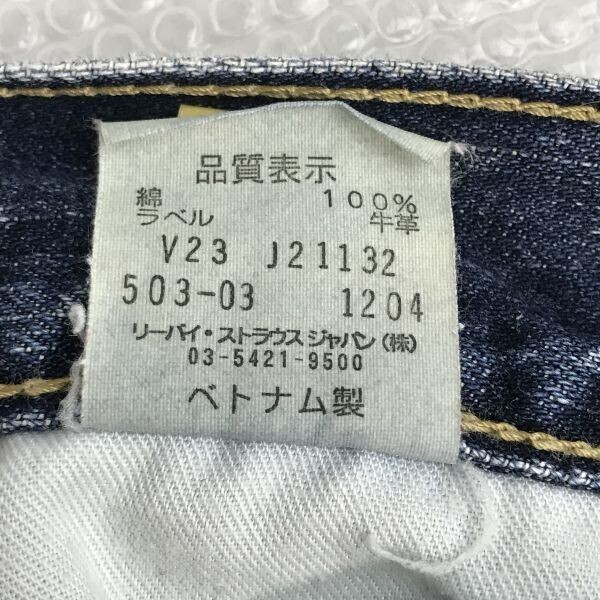 品質表示
綿 100%
ラベル 牛革
V23 J21132
503-03 1204
リーバイ・ストラウス ジャパン(株)
03-5421-9500
ベトナム製